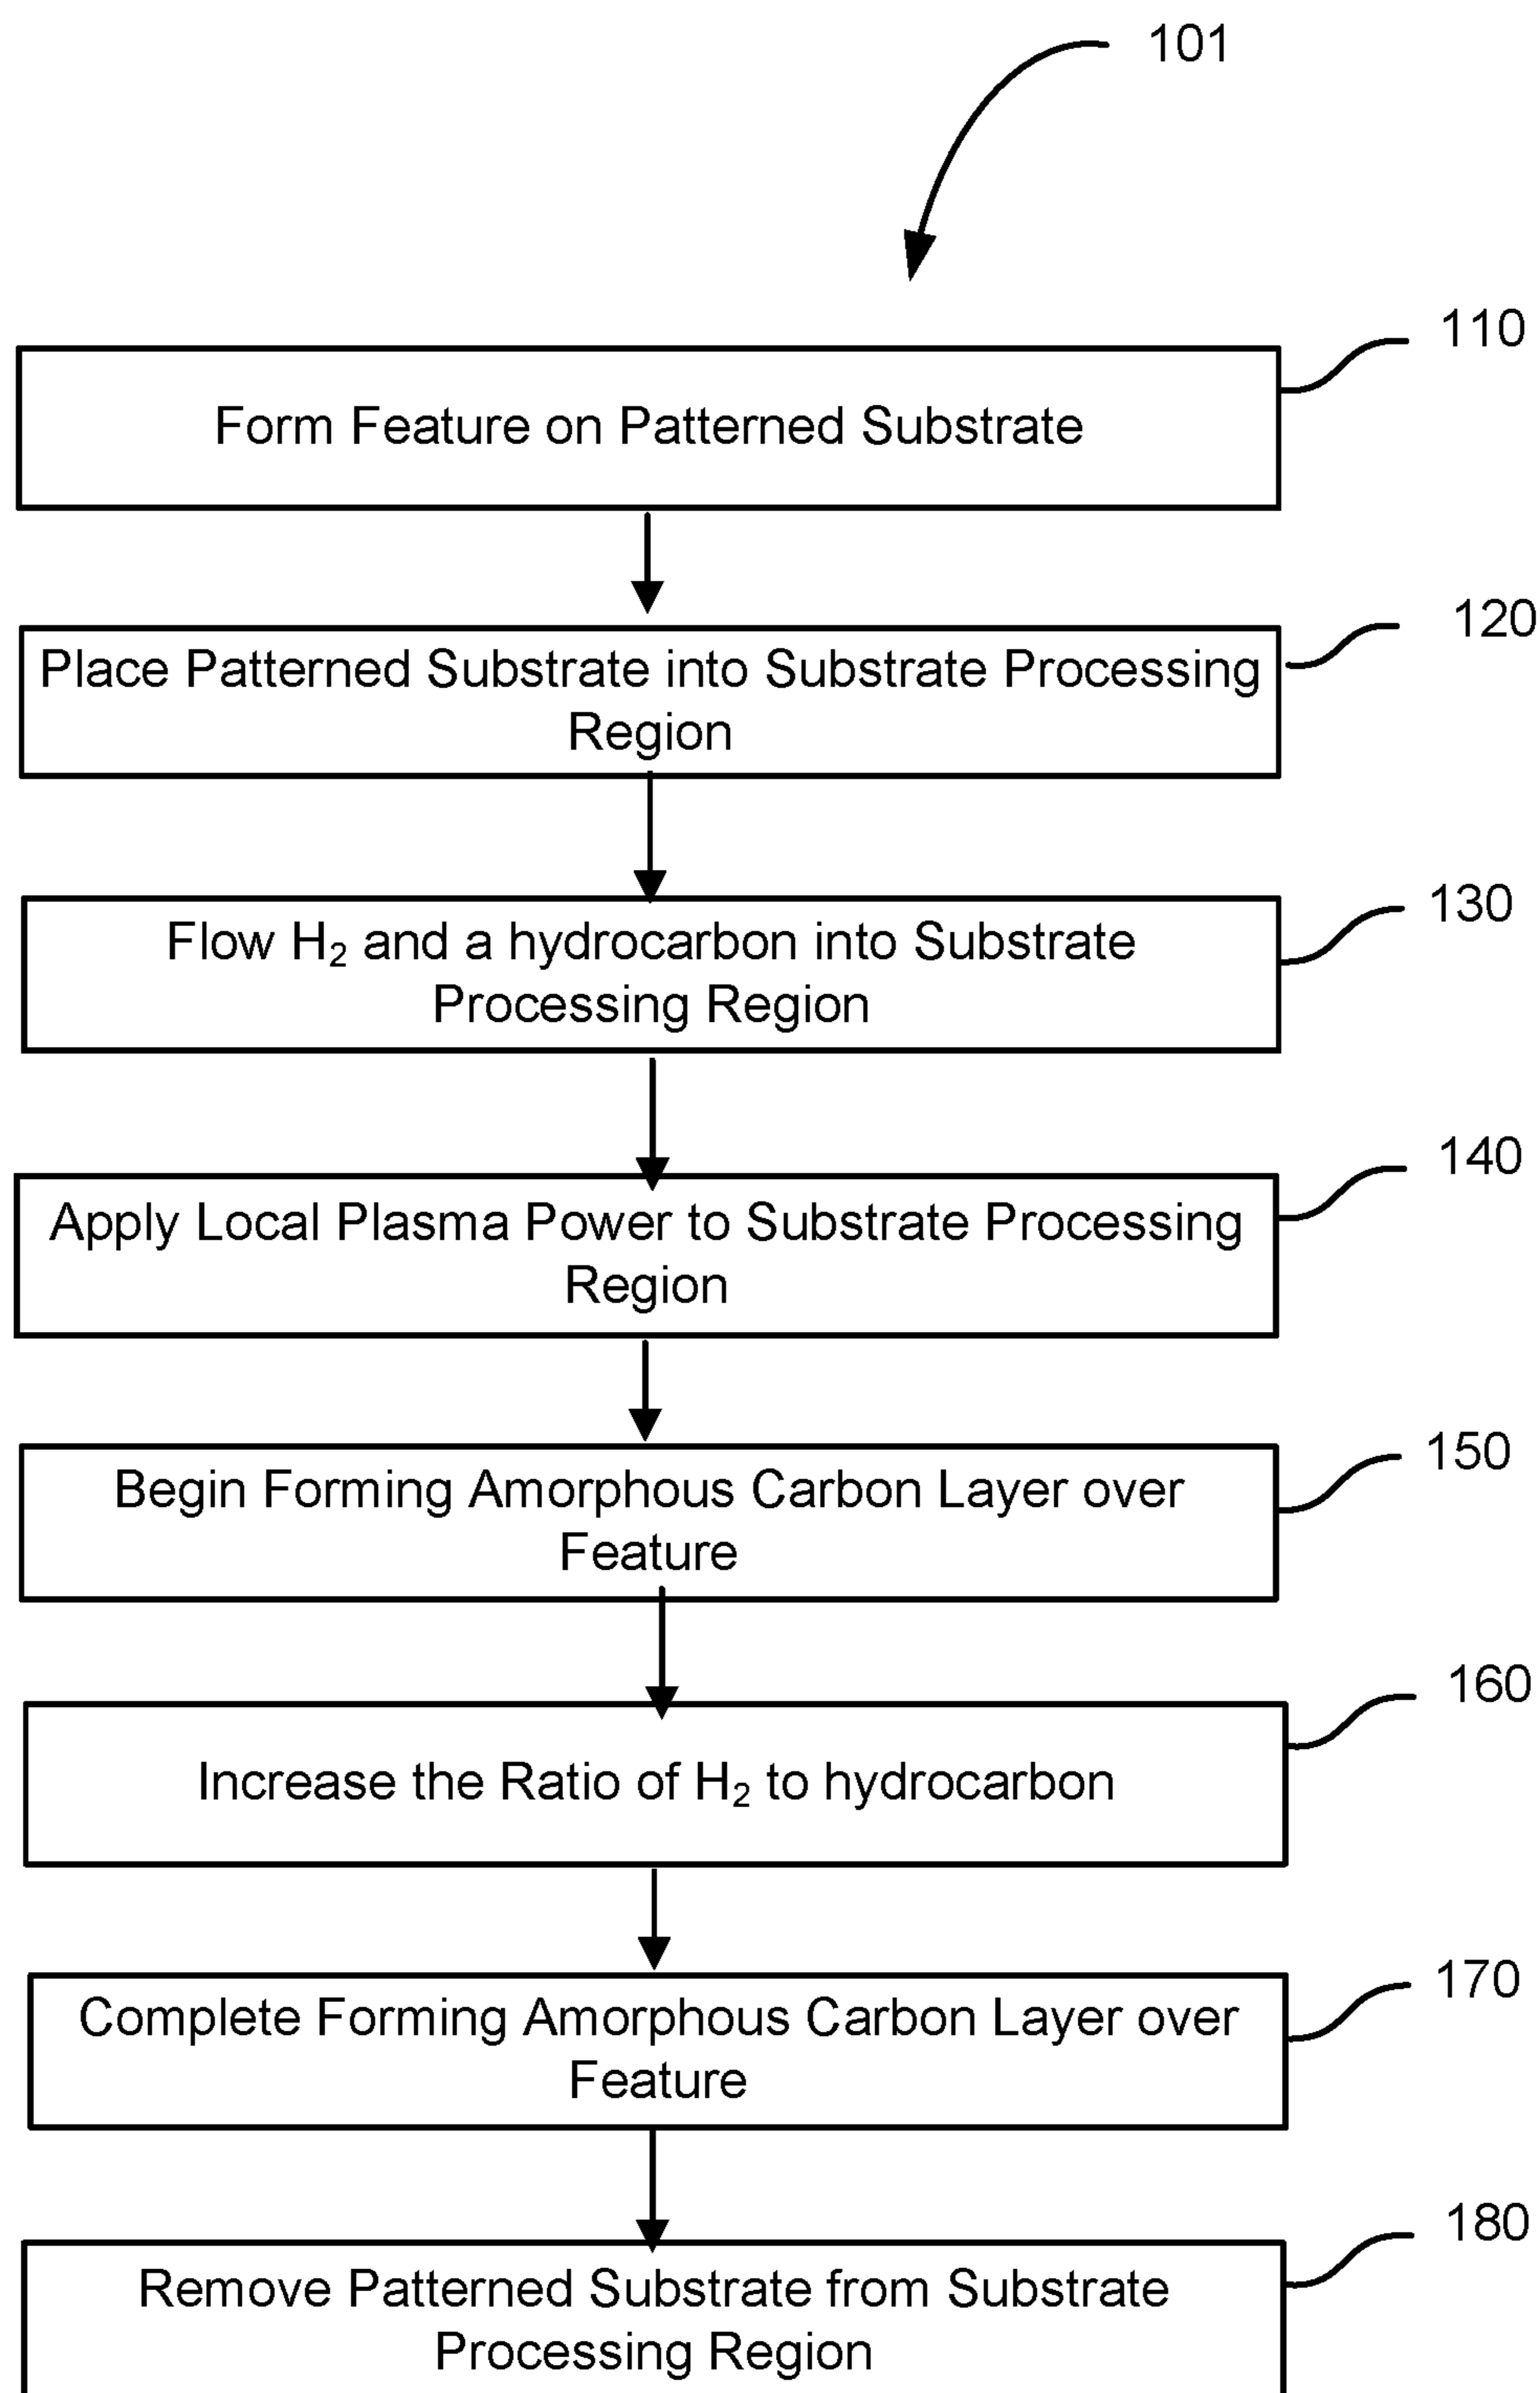 101
110
Form Feature on Patterned Substrate
120
Place Patterned Substrate into Substrate Processing
Region
130
Flow H₂ and a hydrocarbon into Substrate
Processing Region
140
Apply Local Plasma Power to Substrate Processing
Region
150
Begin Forming Amorphous Carbon Layer over
Feature
160
Increase the Ratio of H₂ to hydrocarbon
170
Complete Forming Amorphous Carbon Layer over
Feature
180
Remove Patterned Substrate from Substrate
Processing Region